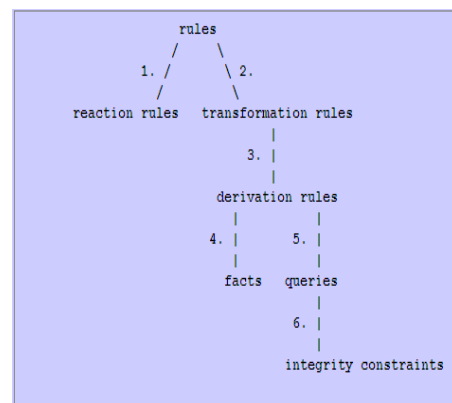 rules
1. 2.
reaction rules transformation rules
3.
derivation rules
4. 5.
facts queries
6.
integrity constraints